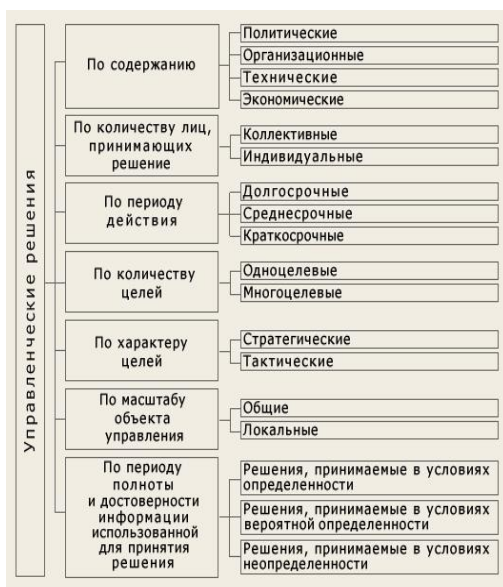 Управленческие решения
По содержанию
Политические
Организационные
Технические
Экономические
По количеству лиц,
принимающих
решение
Коллективные
Индивидуальные
По периоду
действия
Долгосрочные
Среднесрочные
Краткосрочные
По количеству
целей
Одноцелевые
Многоцелевые
По характеру
целей
Стратегические
Тактические
По масштабу
объекта
управления
Общие
Локальные
По периоду
полноты
и достоверности
информации
использованной
для принятия
решения
Решения, принимаемые в условиях
определенности
Решения, принимаемые в условиях
вероятной определенности
Решения, принимаемые в условиях
неопределенности